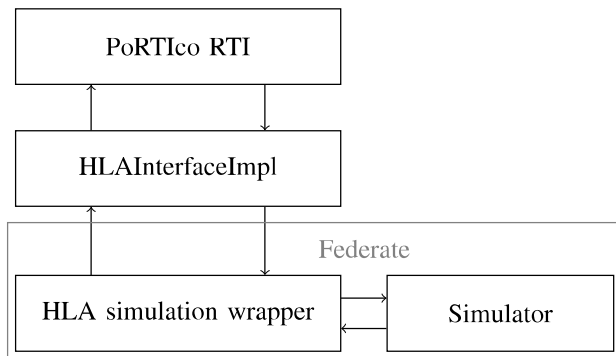 PoRTIco RTI
HLAInterfaceImpl
Federate
HLA simulation wrapper
Simulator